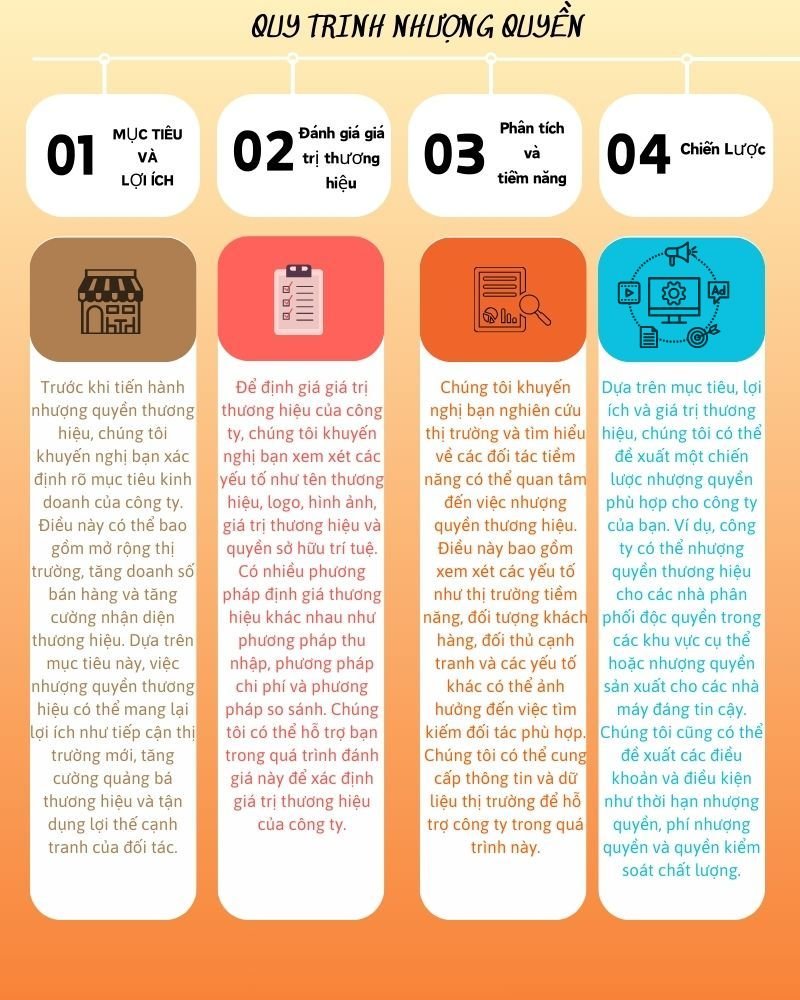 QUY TRINH NHƯỢNG QUYỀN
01
MỤC TIÊU
VÀ
LỢI ÍCH
02
Đánh giá giá
trị thương
hiệu
03
Phân tích
và
tiềm năng
04
Chiến Lược
Trước khi tiến hành
nhượng quyền thương
hiệu, chúng tôi
khuyến nghị bạn xác
định rõ mục tiêu kinh
doanh của công ty.
Điều này có thể bao
gồm mở rộng thị
trường, tăng doanh số
bán hàng và tăng
cường nhận diện
thương hiệu. Dựa trên
mục tiêu này, việc
nhượng quyền thương
hiệu có thể mang lại
lợi ích như tiếp cận thị
trường mới, tăng
cường quảng bá
thương hiệu và tận
dụng lợi thế cạnh
tranh của đối tác.
Để định giá giá trị
thương hiệu của công
ty, chúng tôi khuyến
nghị bạn xem xét các
yếu tố như tên thương
hiệu, logo, hình ảnh,
giá trị thương hiệu và
quyền sở hữu trí tuệ.
Có nhiều phương
pháp định giá thương
hiệu khác nhau như
phương pháp thu
nhập, phương pháp
chi phí và phương
pháp so sánh. Chúng
tôi có thể hỗ trợ bạn
trong quá trình đánh
giá này để xác định
giá trị thương hiệu
của công ty.
Chúng tôi khuyến
nghị bạn nghiên cứu
thị trường và tìm hiểu
về các đối tác tiềm
năng có thể quan tâm
đến việc nhượng
quyền thương hiệu.
Điều này bao gồm
xem xét các yếu tố
như thị trường tiềm
năng, đối tượng khách
hàng, đối thủ cạnh
tranh và các yếu tố
khác có thể ảnh
hưởng đến việc tìm
kiếm đối tác phù hợp.
Chúng tôi có thể cung
cấp thông tin và dữ
liệu thị trường để hỗ
trợ công ty trong quá
trình này.
Ad
Dựa trên mục tiêu, lợi
ích và giá trị thương
hiệu, chúng tôi có thể
đề xuất một chiến
lược nhượng quyền
phù hợp cho công ty
của bạn. Ví dụ, công
ty có thể nhượng
quyền thương hiệu
cho các nhà phân
phối độc quyền trong
các khu vực cụ thể
hoặc nhượng quyền
sản xuất cho các nhà
máy đáng tin cậy.
Chúng tôi cũng có thể
đề xuất các điều
khoản và điều kiện
như thời hạn nhượng
quyền, phí nhượng
quyền và quyền kiểm
soát chất lượng.